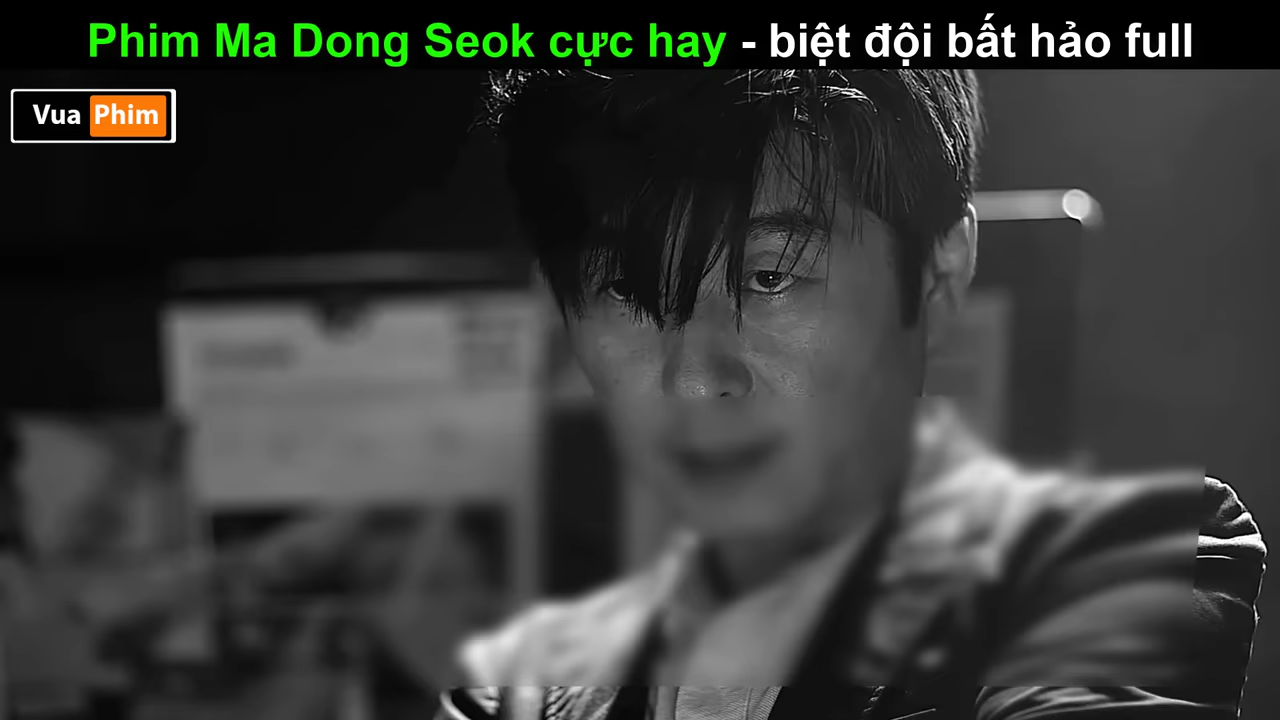 Phim Ma Dong Seok cực hay - biệt đội bất hảo full
Vua Phim